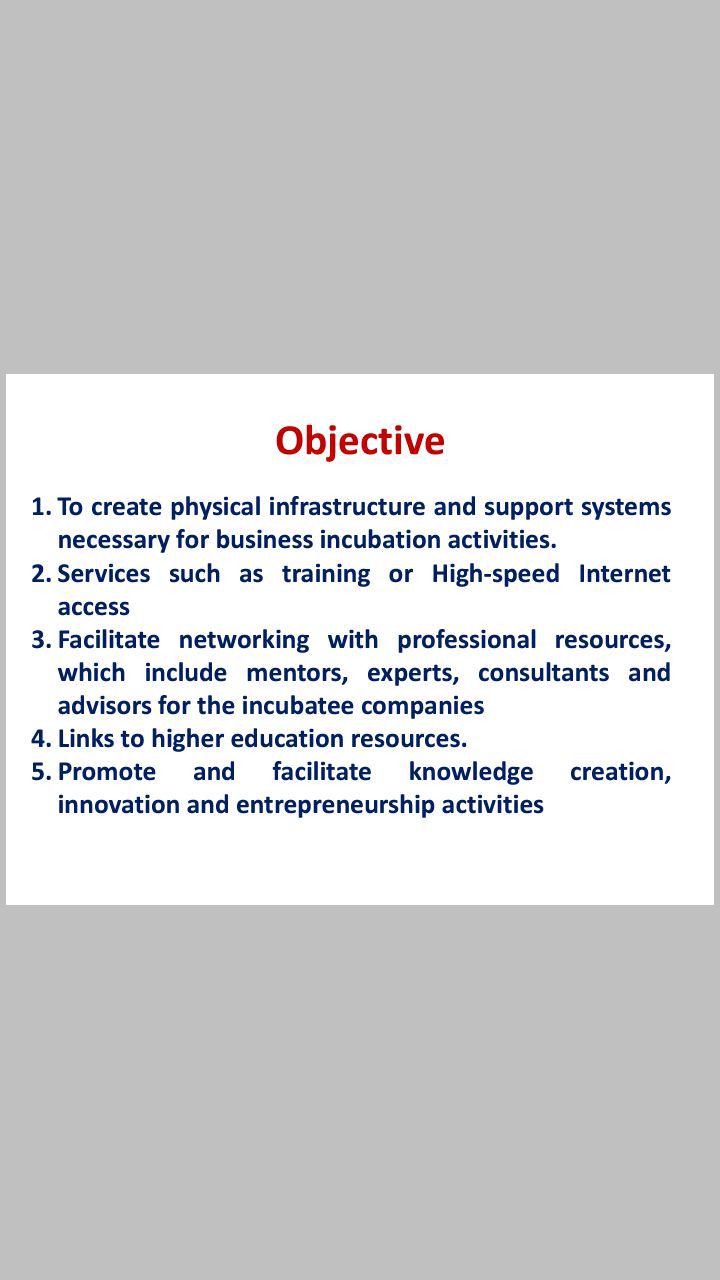 Objective
1. To create physical infrastructure and support systems
necessary for business incubation activities.
2. Services such as training or High-speed Internet
access
3. Facilitate networking with professional resources,
which include mentors, experts, consultants and
advisors for the incubatee companies
4. Links to higher education resources.
5. Promote and facilitate knowledge creation,
innovation and entrepreneurship activities